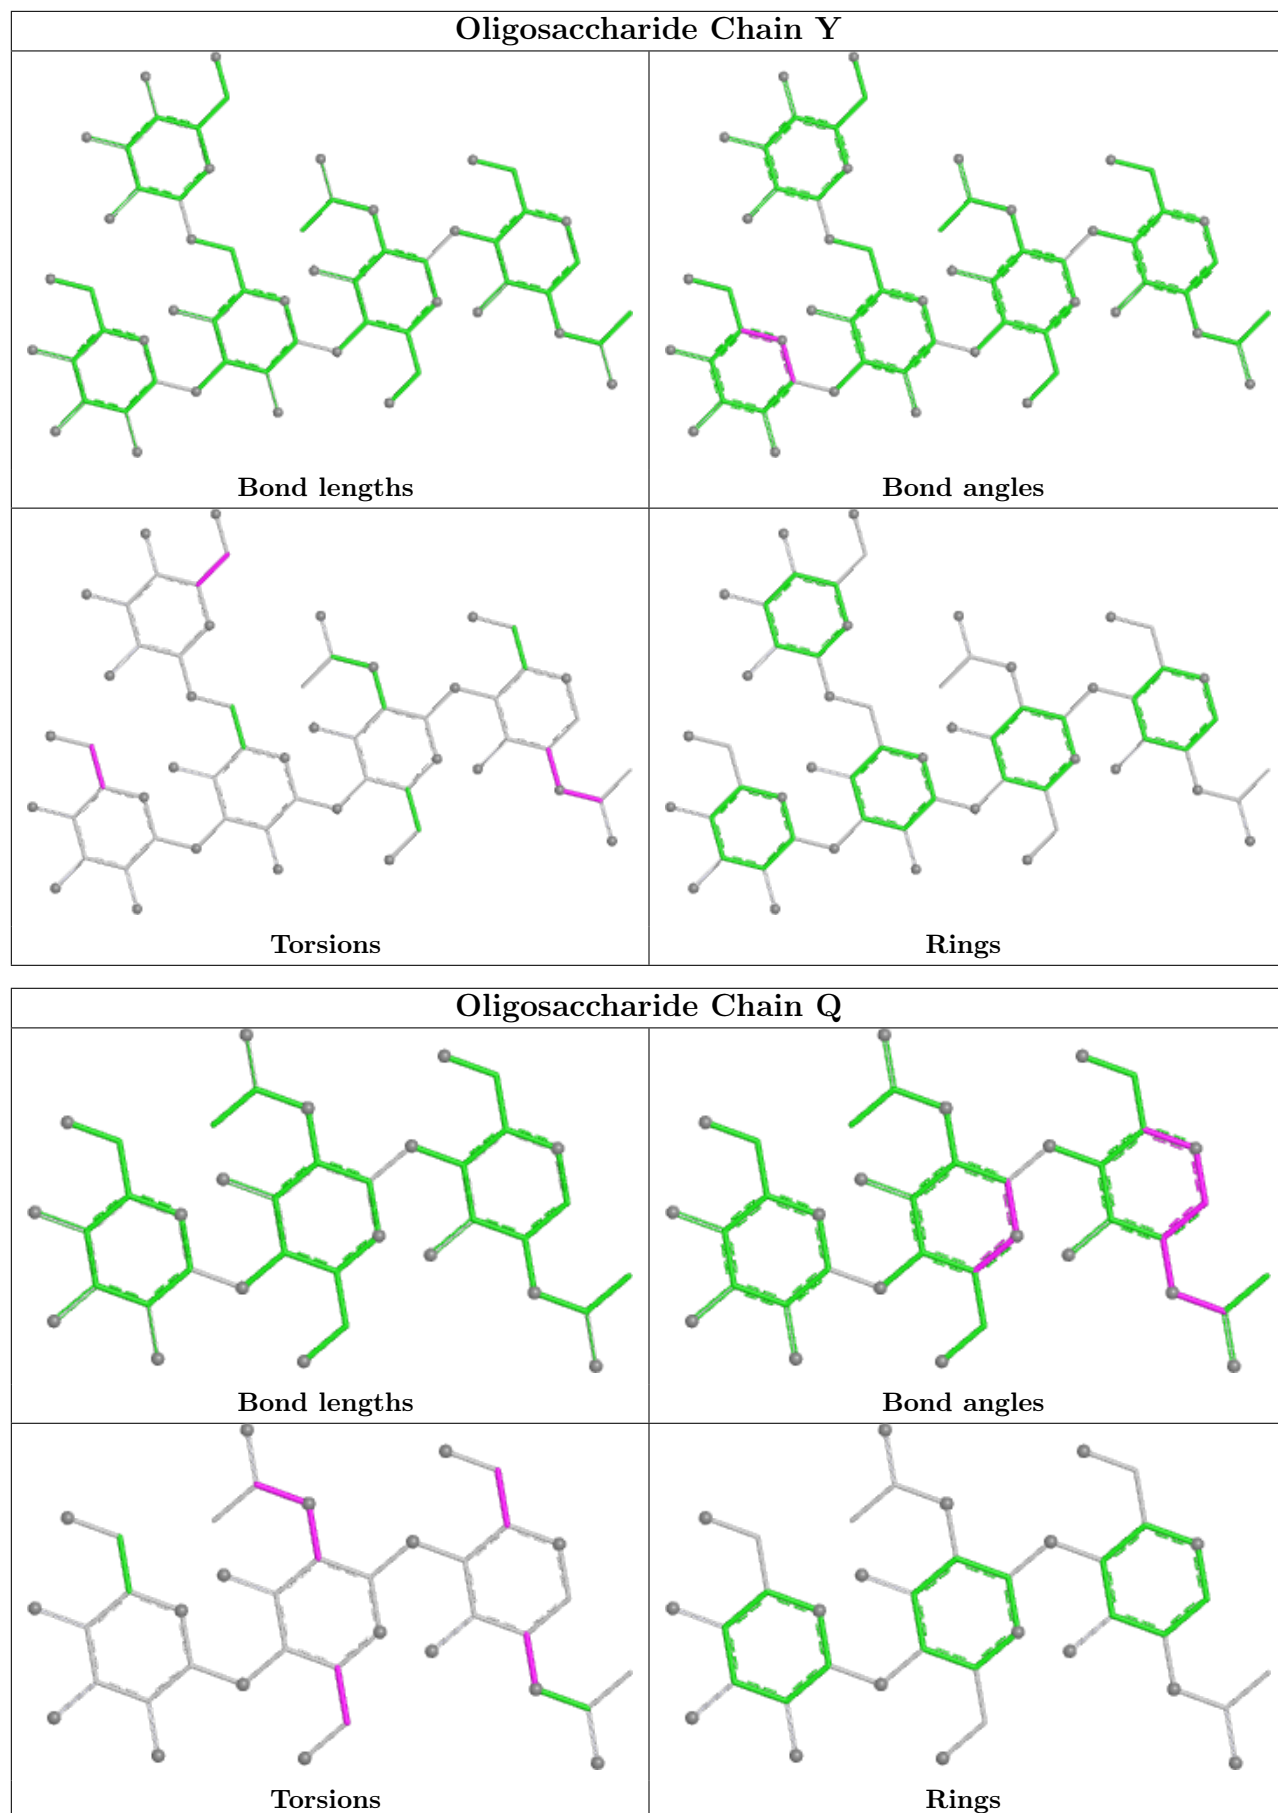 Oligosaccharide Chain Y
Bond lengths
Bond angles
Torsions
Rings
Oligosaccharide Chain Q
Bond lengths
Bond angles
Torsions
Rings